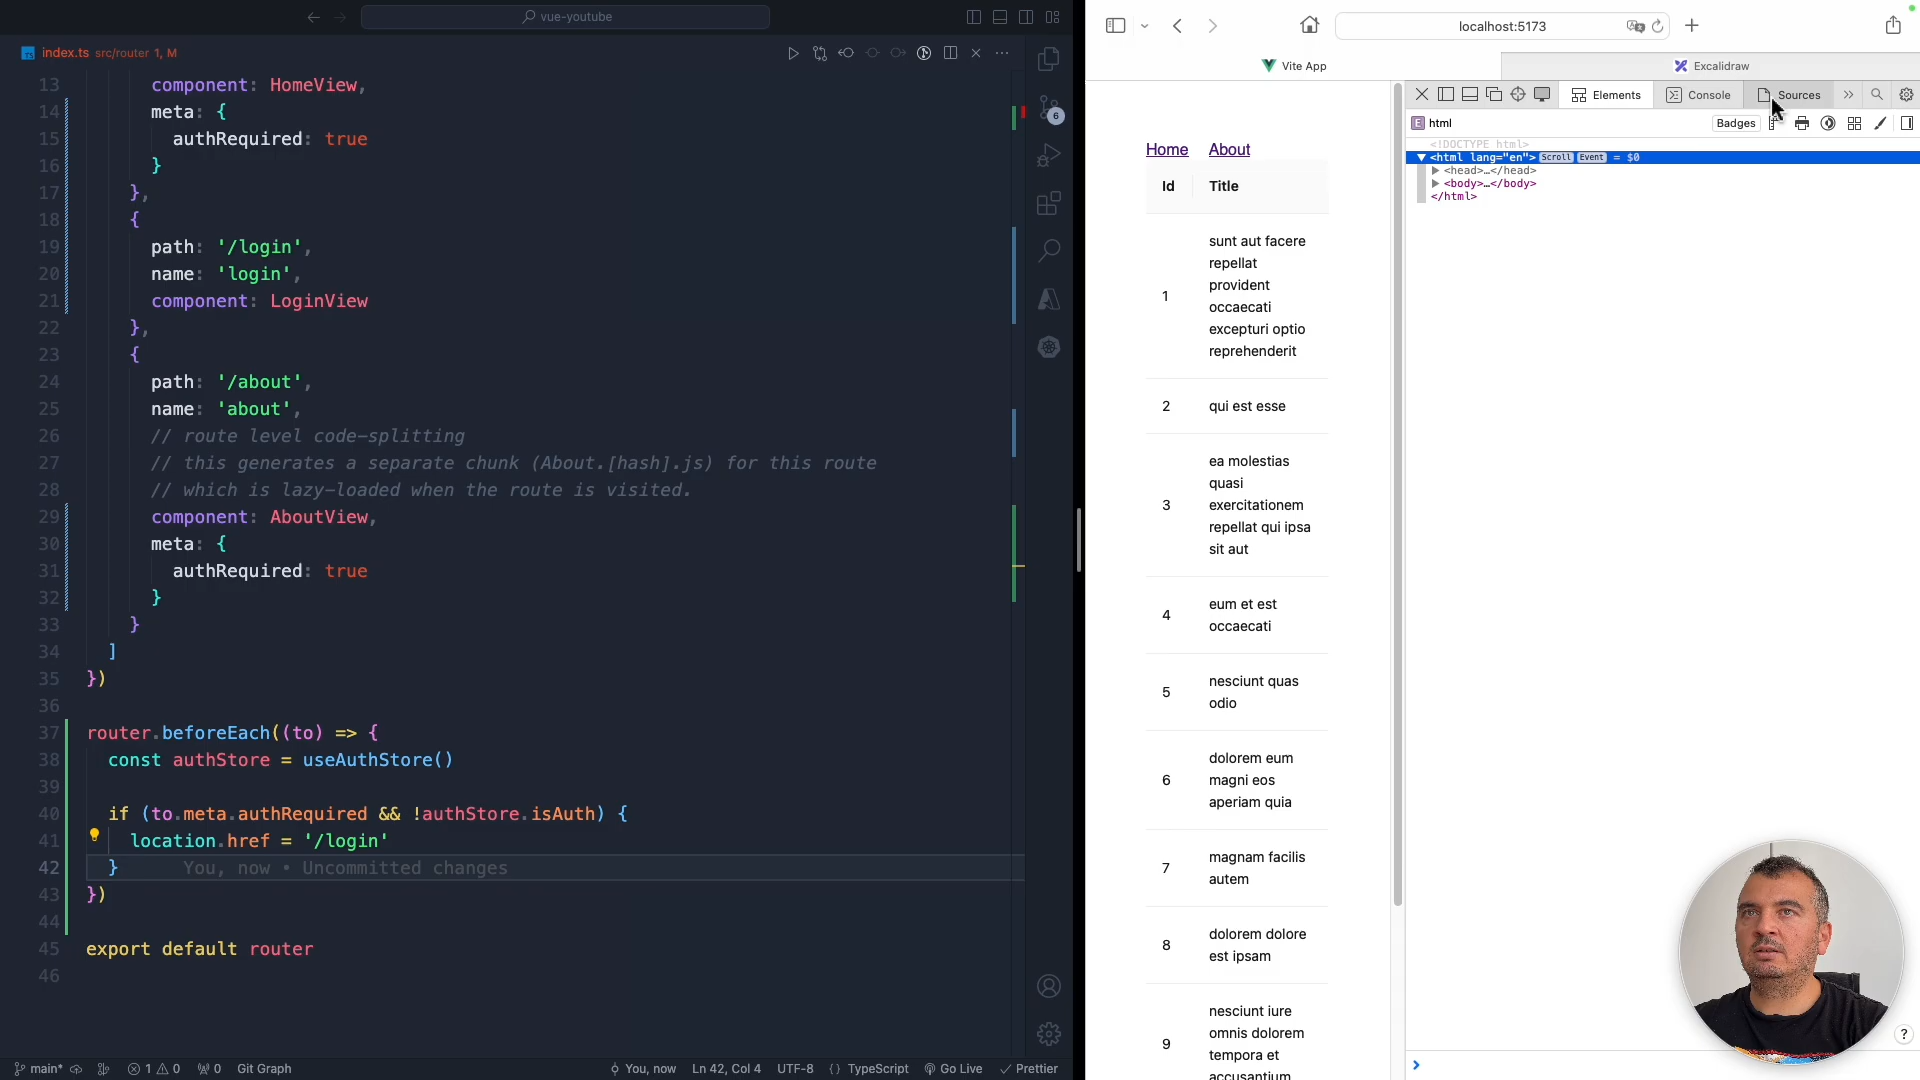 vue-youtube
index.ts src/router 1, M
13 component: HomeView,
14 meta: {
15 authRequired: true
16 }
17 },
18 {
19 path: '/login',
20 name: 'login',
21 component: LoginView
22 },
23 {
24 path: '/about',
25 name: 'about',
26 // route level code-splitting
27 // this generates a separate chunk (About.[hash].js) for this route
28 // which is lazy-loaded when the route is visited.
29 component: AboutView,
30 meta: {
31 authRequired: true
32 }
33 }
34 ]
35 })
36
37 router.beforeEach((to) => {
38 const authStore = useAuthStore()
39
40 if (to.meta.authRequired && !authStore.isAuth) {
41 location.href = '/login'
42 } You, now • Uncommitted changes
43 })
44
45 export default router
46
6
main* 1 0 0 Git Graph You, now Ln 42, Col 4 UTF-8 {} TypeScript Go Live Prettier
localhost:5173
Vite App
Excalidraw
Home About
Id Title
1 sunt aut facere
repellat
provident
occaecati
excepturi optio
reprehenderit
2 qui est esse
3 ea molestias
quasi
exercitationem
repellat qui ipsa
sit aut
4 eum et est
occaecati
5 nesciunt quas
odio
6 dolorem eum
magni eos
aperiam quia
7 magnam facilis
autem
8 dolorem dolore
est ipsam
9 nesciunt iure
omnis dolorem
tempora et
accusantium
Elements Console Sources
E html Badges
<!DOCTYPE html>
<html lang="en"> Scroll Event = $0
<head>…</head>
<body>…</body>
</html>
?